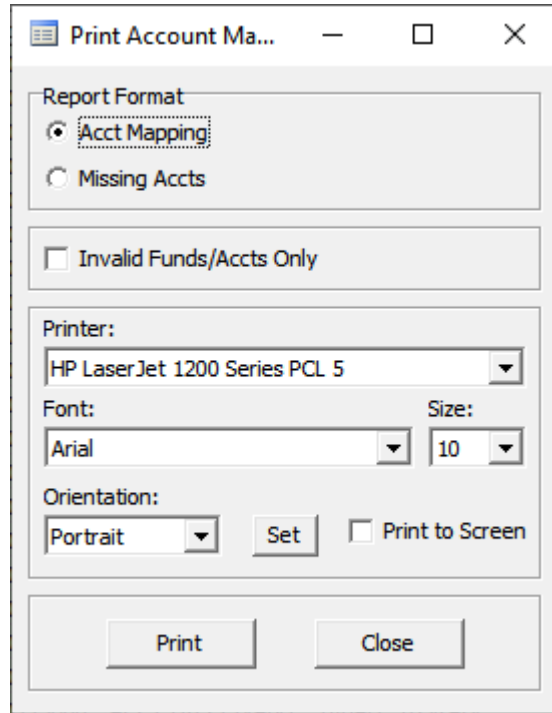 Print Account Ma...
Report Format
Acct Mapping
Missing Accts
Invalid Funds/Accts Only
Printer:
HP LaserJet 1200 Series PCL 5
Font: Size:
Arial 10
Orientation:
Portrait Set Print to Screen
Print Close